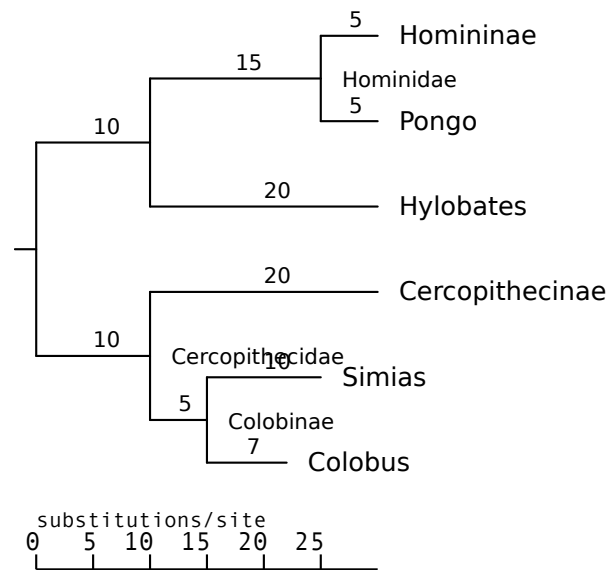 5
Homininae
15
Hominidae
5
Pongo
10
20
Hylobates
20
Cercopithecinae
10
Cercopithecidae
10
Simias
5
Colobinae
7
Colobus
substitutions/site
0 5 10 15 20 25